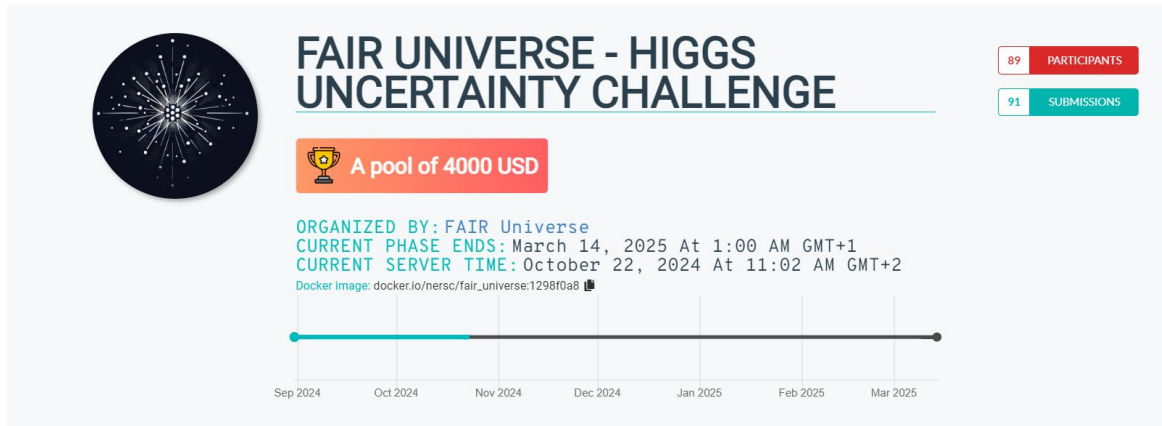 FAIR UNIVERSE - HIGGS
UNCERTAINTY CHALLENGE
89 PARTICIPANTS
91 SUBMISSIONS
A pool of 4000 USD
ORGANIZED BY: FAIR Universe
CURRENT PHASE ENDS: March 14, 2025 At 1:00 AM GMT+1
CURRENT SERVER TIME: October 22, 2024 At 11:02 AM GMT+2
Docker image: docker.io/nersc/fair_universe:1298f0a8
Sep 2024 Oct 2024 Nov 2024 Dec 2024 Jan 2025 Feb 2025 Mar 2025